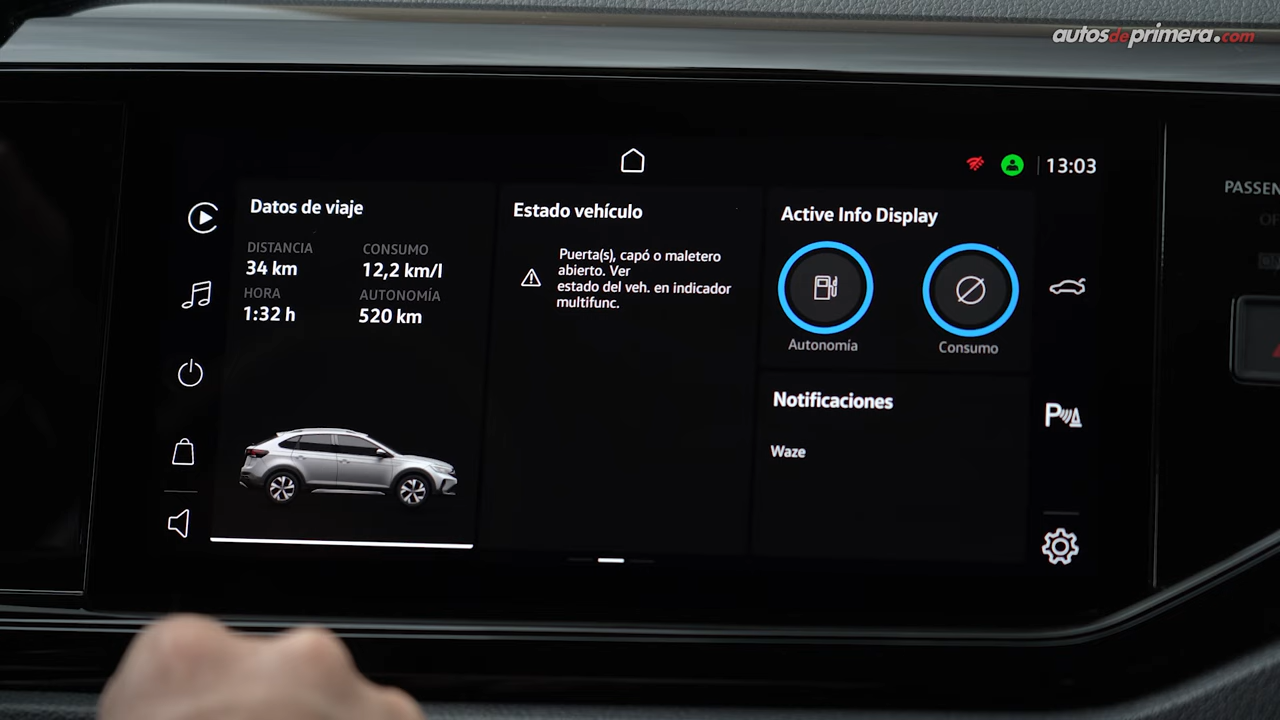 autosdeprimera.com
13:03
Datos de viaje
DISTANCIA CONSUMO
34 km 12,2 km/l
HORA AUTONOMÍA
1:32 h 520 km
Estado vehículo
Puerta(s), capó o maletero
abierto. Ver
estado del veh. en indicador
multifunc.
Active Info Display
Autonomía Consumo
Notificaciones
Waze
P
PASSEN